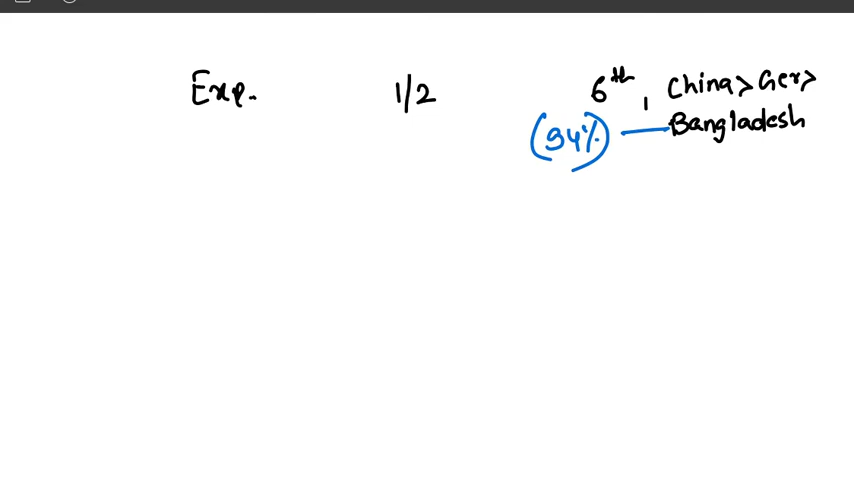 Exp. 1/2 6th, China > Ger >
(94%) — Bangladesh